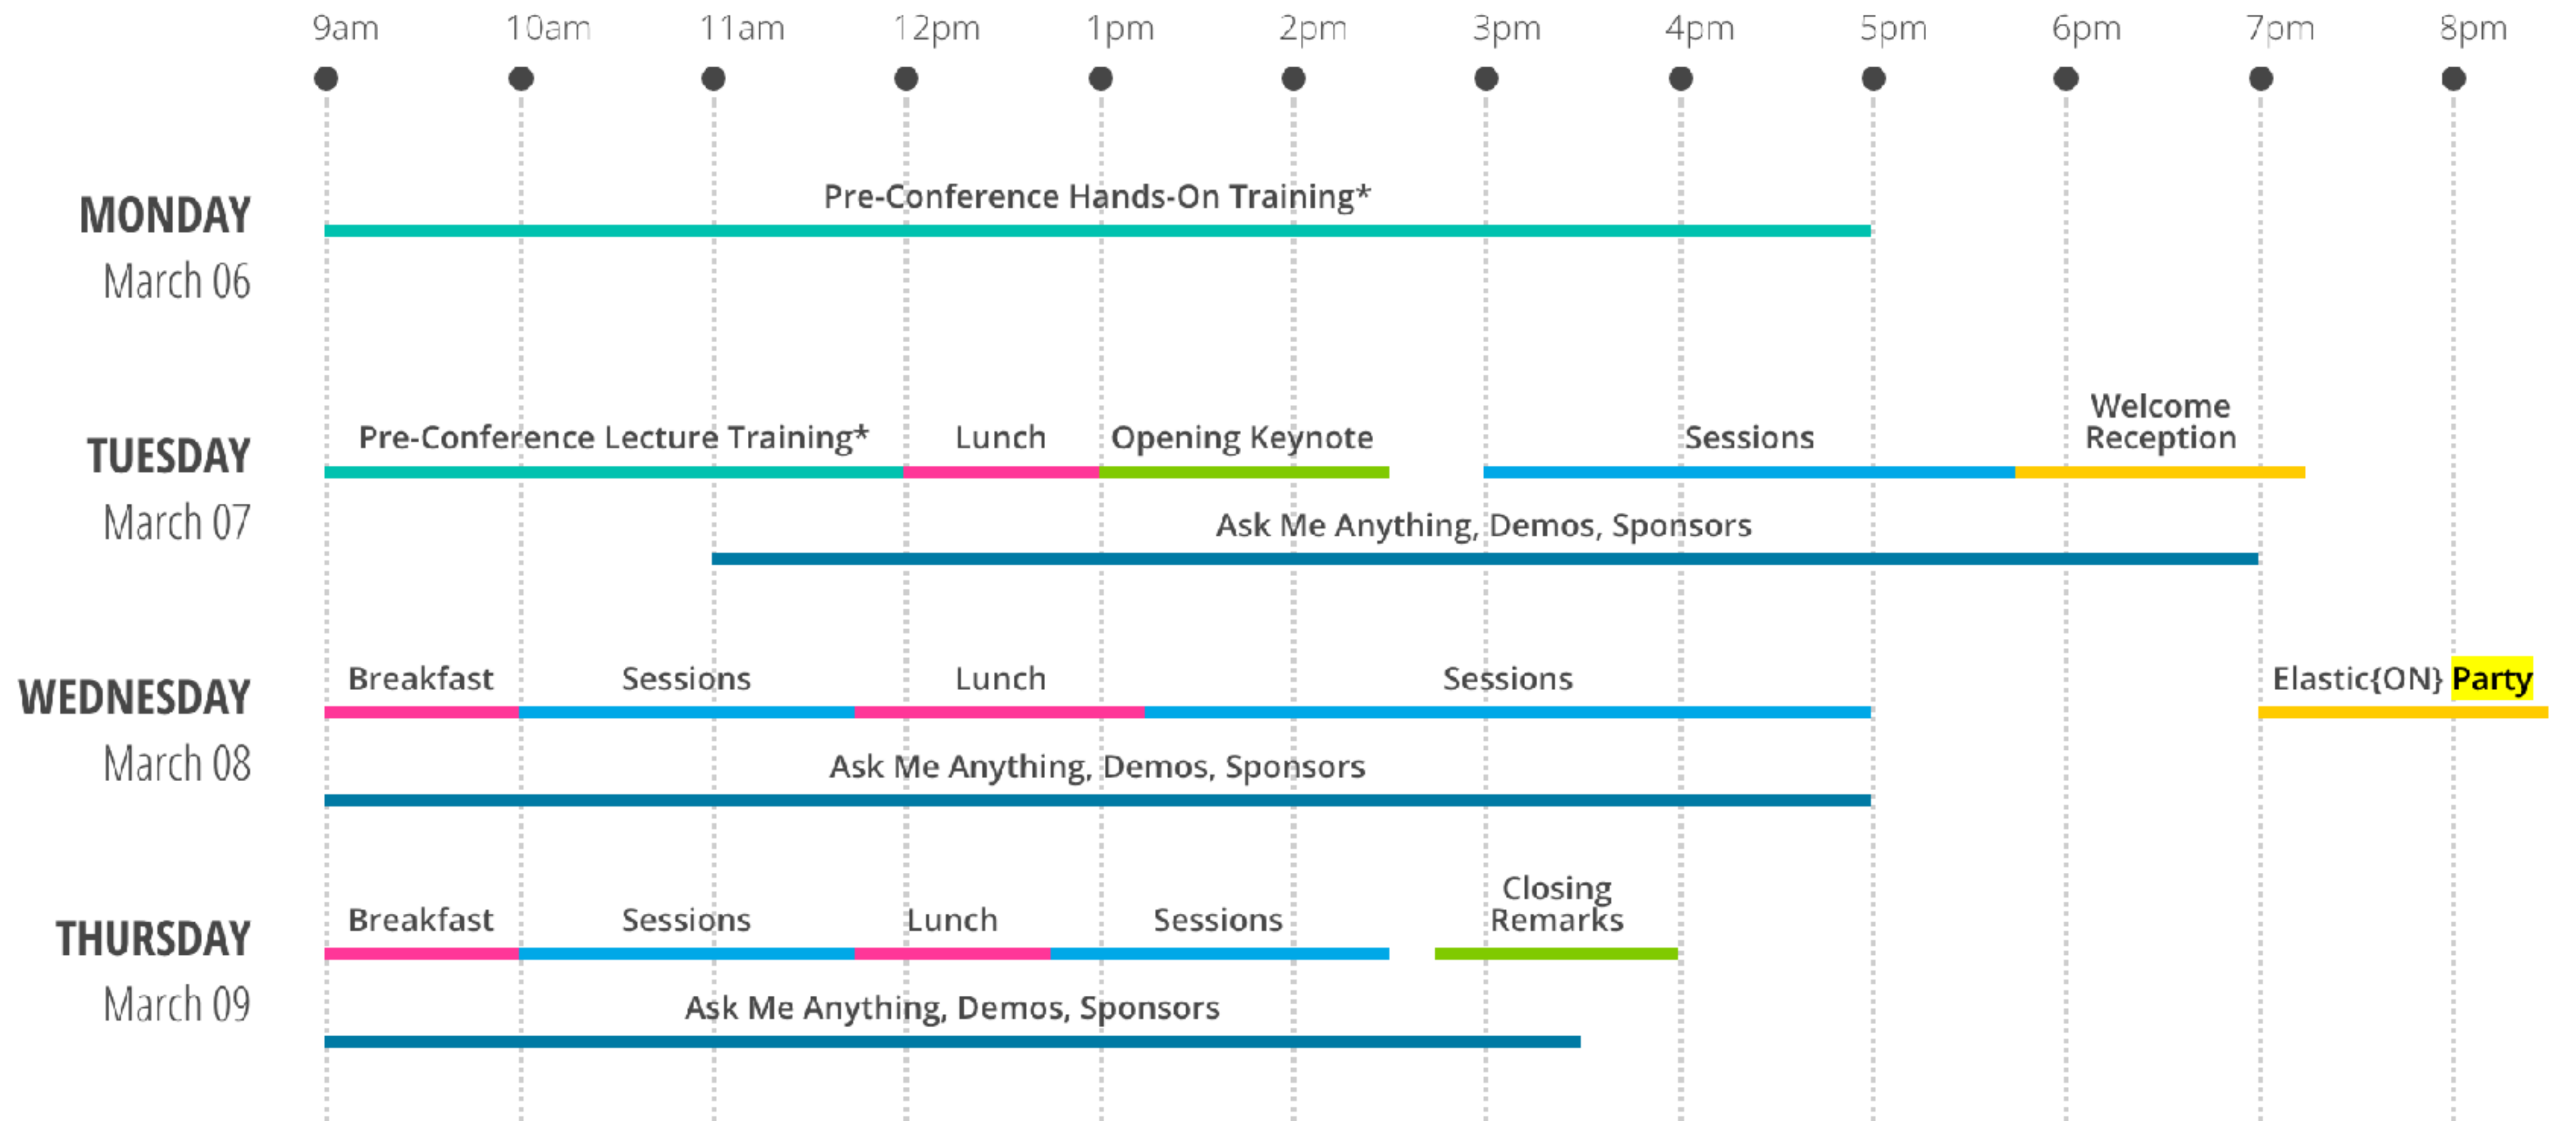 9am 10am 11am 12pm 1pm 2pm 3pm 4pm 5pm 6pm 7pm 8pm
MONDAY
March 06
Pre-Conference Hands-On Training*
TUESDAY
March 07
Pre-Conference Lecture Training*
Lunch
Opening Keynote
Sessions
Welcome
Reception
Ask Me Anything, Demos, Sponsors
WEDNESDAY
March 08
Breakfast
Sessions
Lunch
Sessions
Elastic{ON} Party
Ask Me Anything, Demos, Sponsors
THURSDAY
March 09
Breakfast
Sessions
Lunch
Sessions
Closing
Remarks
Ask Me Anything, Demos, Sponsors